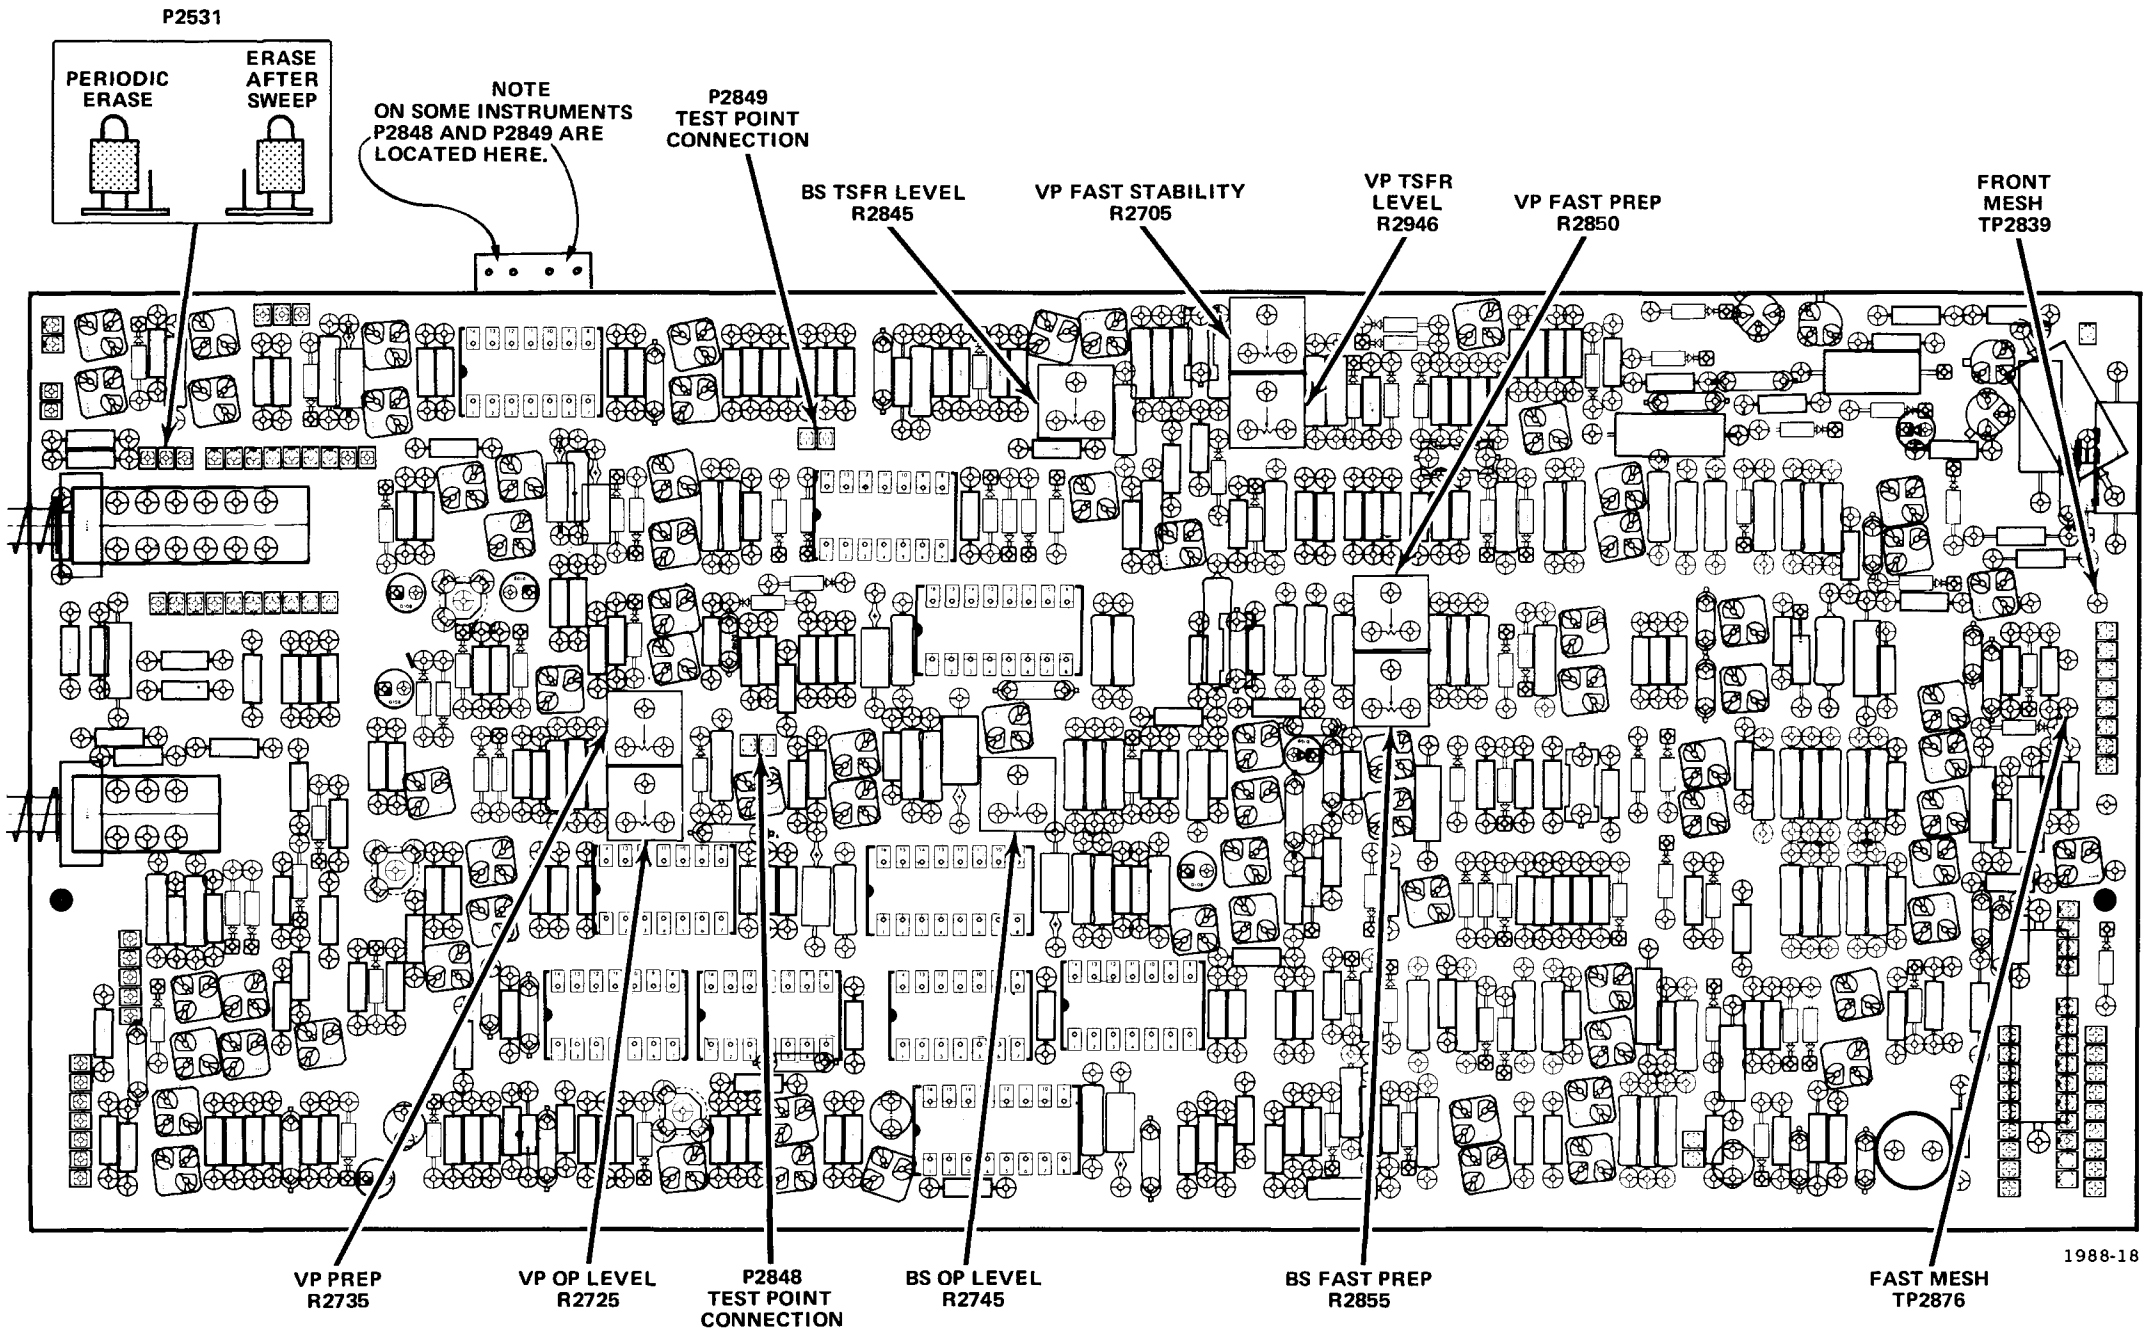 P2531
PERIODIC
ERASE
ERASE
AFTER
SWEEP
NOTE
ON SOME INSTRUMENTS
P2848 AND P2849 ARE
LOCATED HERE.
P2849
TEST POINT
CONNECTION
BS TSFR LEVEL
R2845
VP FAST STABILITY
R2705
VP TSFR
LEVEL
R2946
VP FAST PREP
R2850
FRONT
MESH
TP2839
VP PREP
R2735
VP OP LEVEL
R2725
P2848
TEST POINT
CONNECTION
BS OP LEVEL
R2745
BS FAST PREP
R2855
FAST MESH
TP2876
1988-18